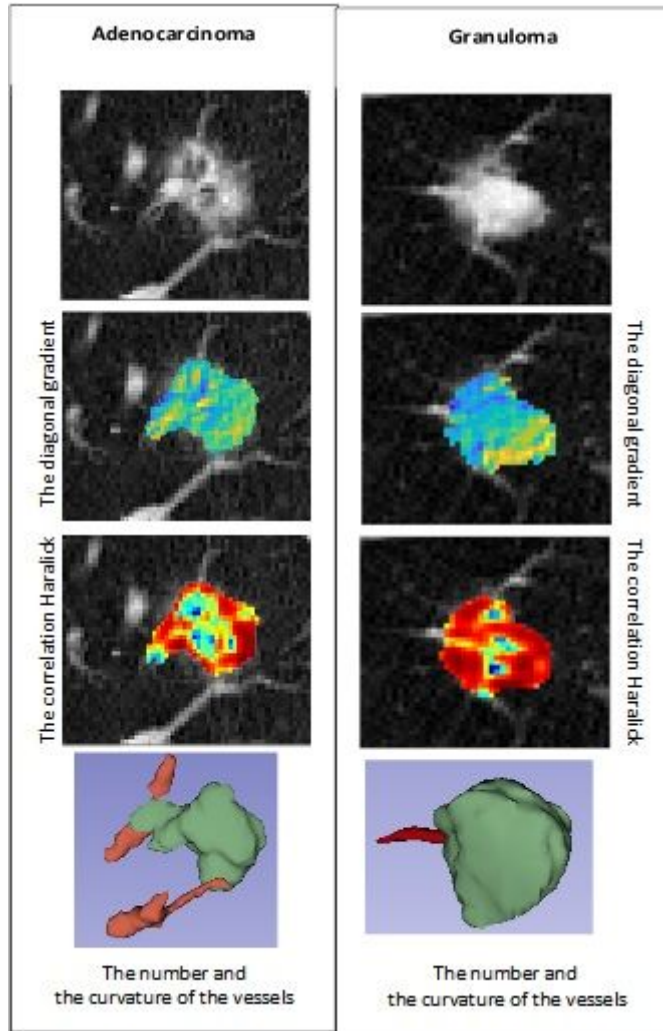 Adenocarcinoma
Granuloma
The diagonal gradient
The diagonal gradient
The correlation Haralick
The correlation Haralick
The number and
the curvature of the vessels
The number and
the curvature of the vessels